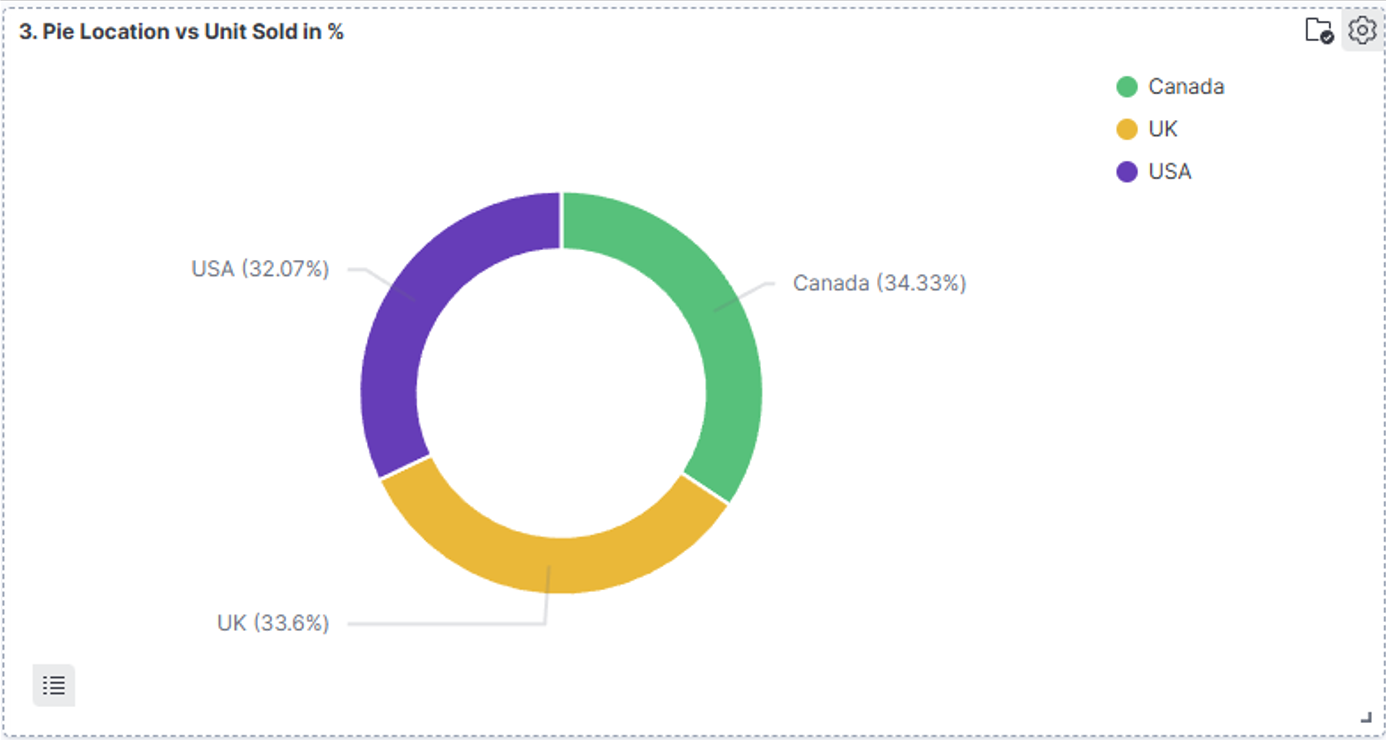 3. Pie Location vs Unit Sold in %
Canada
UK
USA
USA (32.07%)
Canada (34.33%)
UK (33.6%)